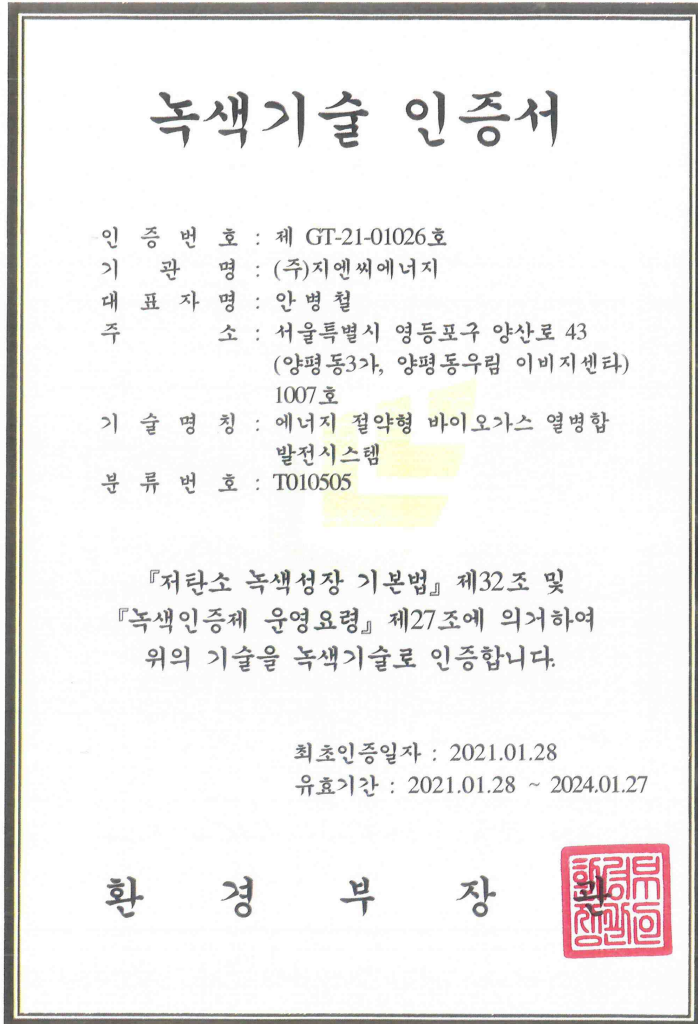 녹색기술 인증서
인 증 번 호 : 제 GT-21-01026호
기 관 명 : (주)지엔씨에너지
대 표 자 명 : 안병철
주 소 : 서울특별시 영등포구 양산로 43
(양평동3가, 양평동우림 이비지센타)
1007호
기 술 명 칭 : 에너지 절약형 바이오가스 열병합
발전시스템
분 류 번 호 : T010505
『저탄소 녹색성장 기본법』 제32조 및
『녹색인증제 운영요령』 제27조에 의거하여
위의 기술을 녹색기술로 인증합니다.
최초인증일자 : 2021.01.28
유효기간 : 2021.01.28 ~ 2024.01.27
환 경 부 장 관